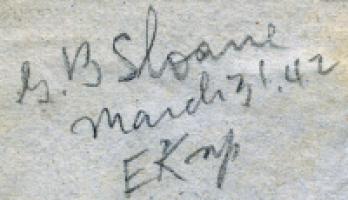 G. B Sloane
March 31. 42
EKnp